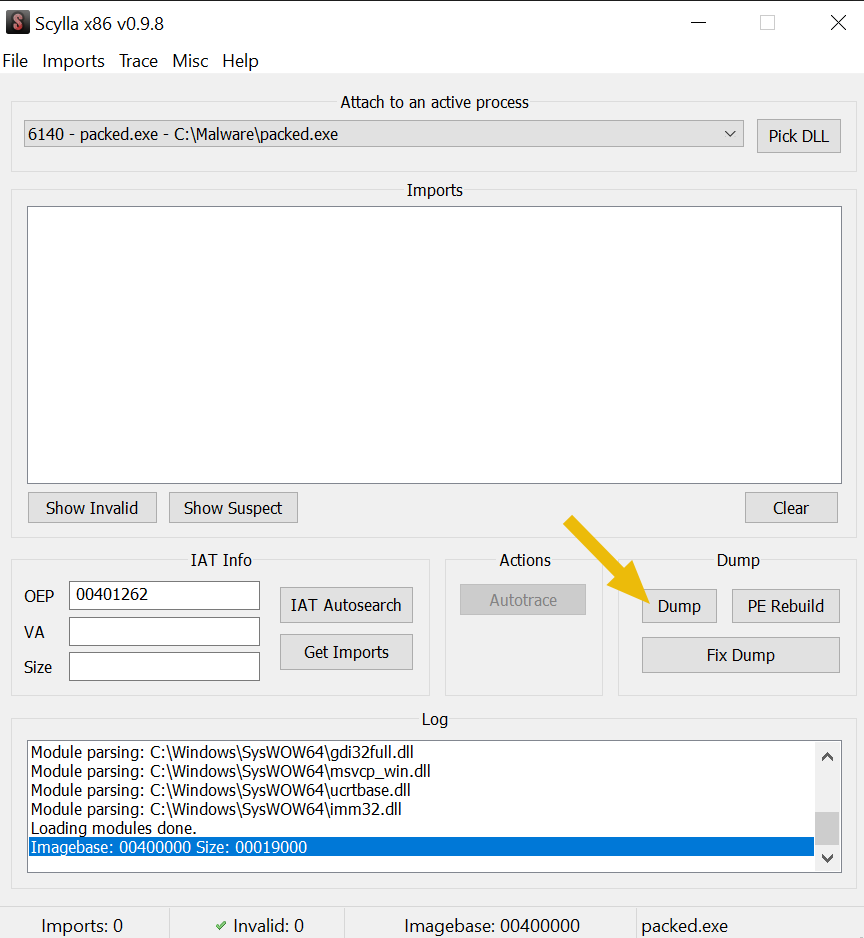 Scylla x86 v0.9.8
File Imports Trace Misc Help
Attach to an active process
6140 - packed.exe - C:\Malware\packed.exe
Pick DLL
Imports
Show Invalid
Show Suspect
Clear
IAT Info
OEP
00401262
VA
Size
IAT Autosearch
Get Imports
Actions
Autotrace
Dump
Dump
PE Rebuild
Fix Dump
Log
Module parsing: C:\Windows\SysWOW64\gdi32full.dll
Module parsing: C:\Windows\SysWOW64\msvcp_win.dll
Module parsing: C:\Windows\SysWOW64\ucrtbase.dll
Module parsing: C:\Windows\SysWOW64\imm32.dll
Loading modules done.
Imagebase: 00400000 Size: 00019000
Imports: 0
Invalid: 0
Imagebase: 00400000
packed.exe